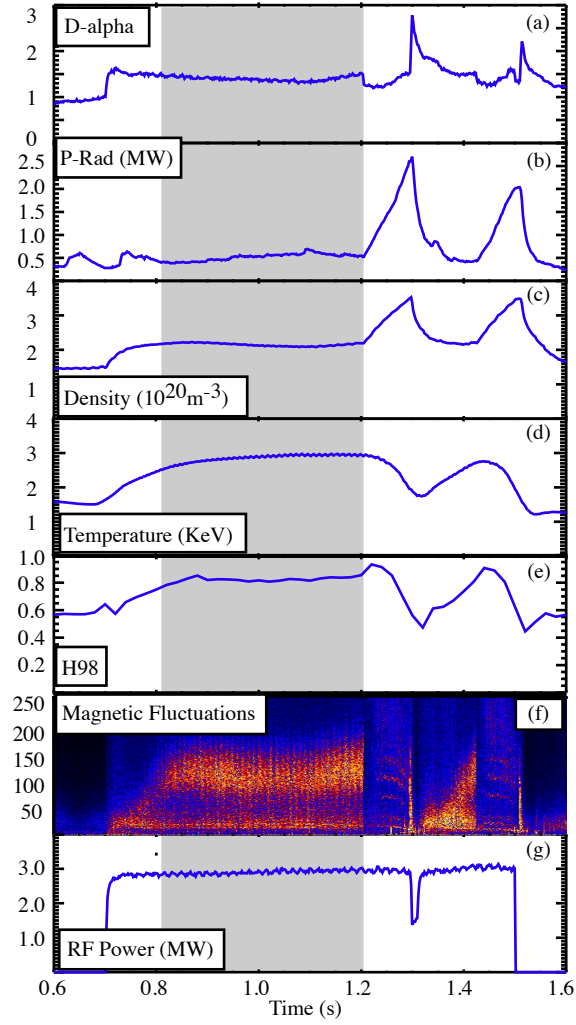 3
D-alpha
(a)
2
1
0
P-Rad (MW)
(b)
2.5
2.0
1.5
1.0
0.5
4
(c)
3
2
1
Density (10²⁰m⁻³)
4
(d)
3
2
1
Temperature (KeV)
1.0
(e)
0.8
0.6
0.4
0.2
H98
250
Magnetic Fluctuations
(f)
200
150
100
50
(g)
3.0
2.0
1.0
RF Power (MW)
0.6 0.8 1.0 1.2 1.4 1.6
Time (s)